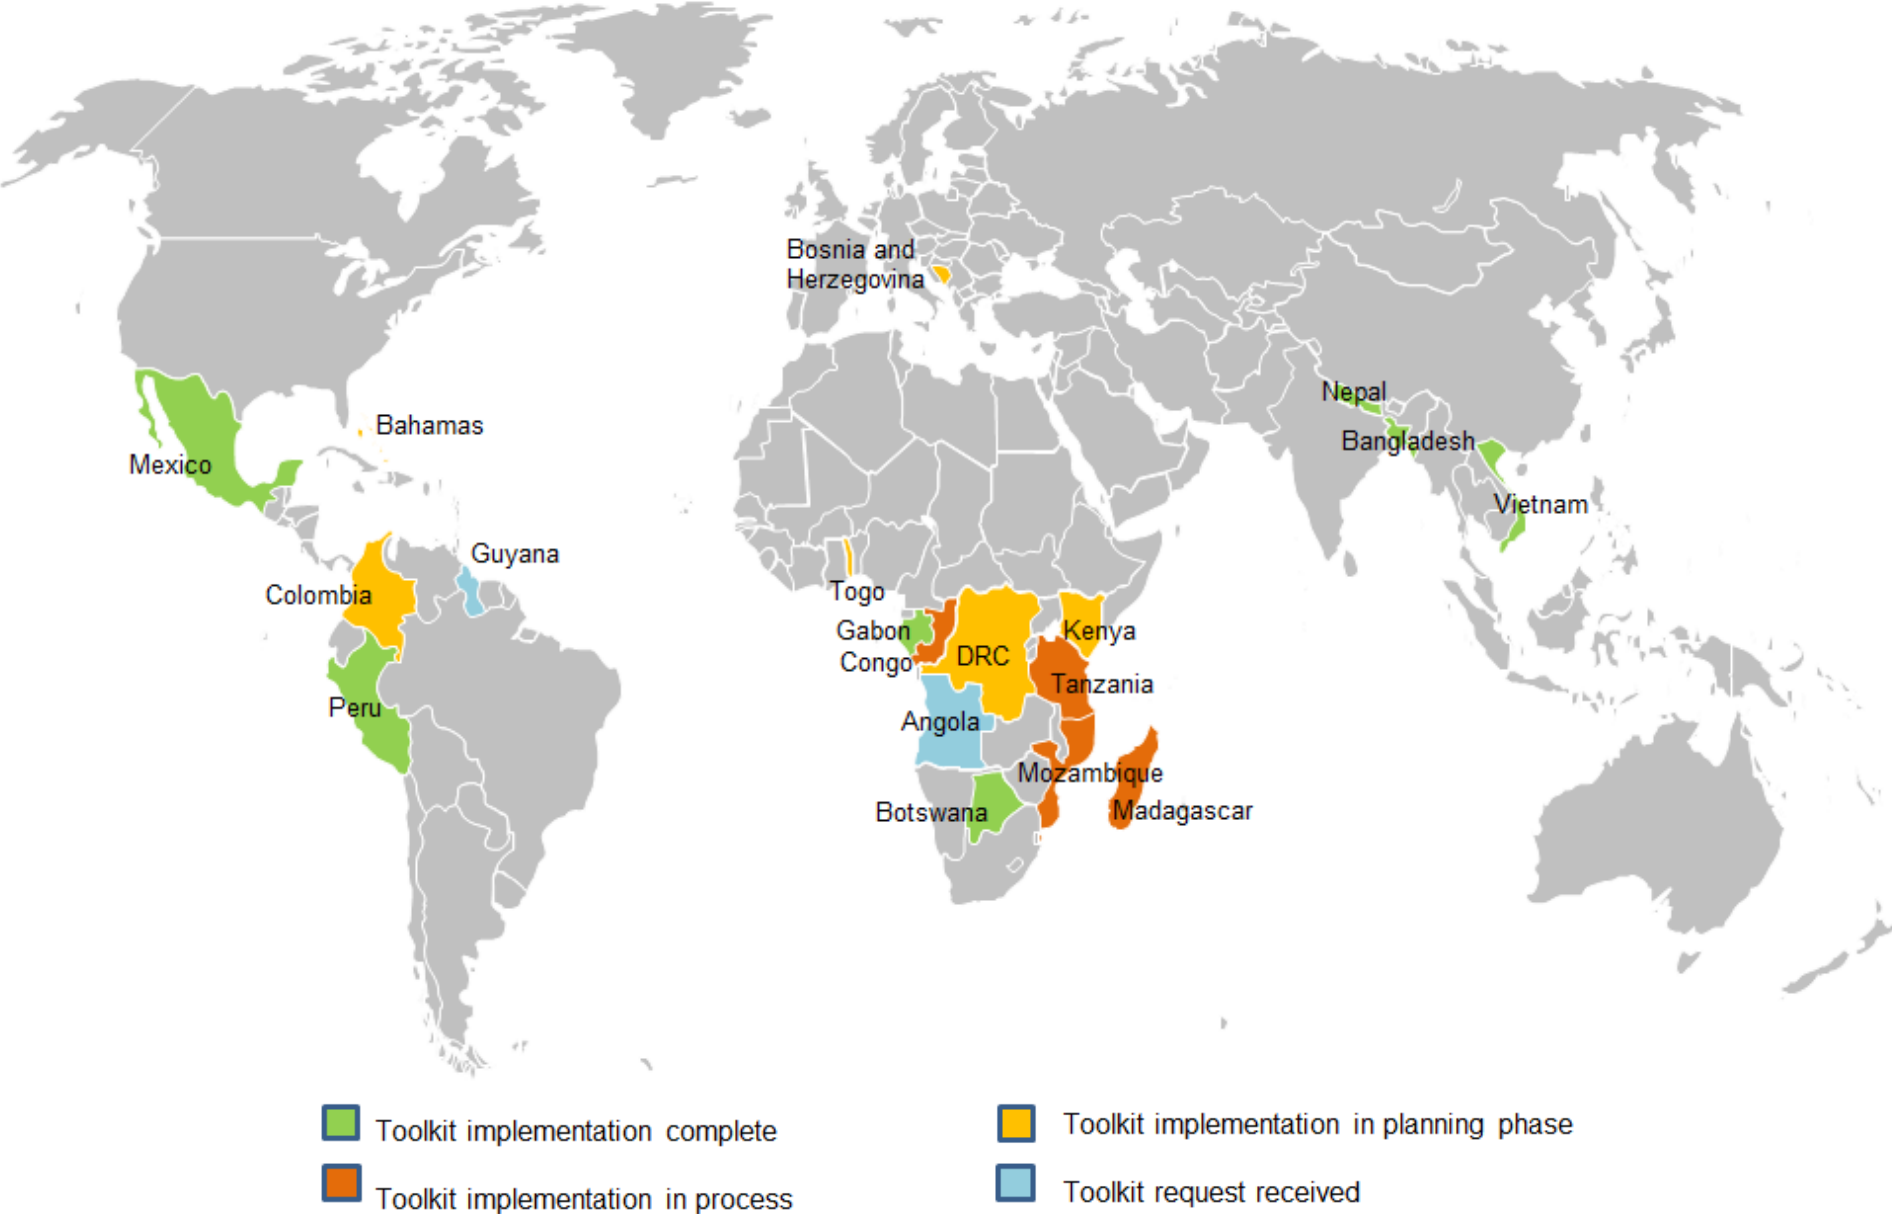 Bosnia and
Herzegovina
Nepal
Bahamas
Bangladesh
Mexico
Vietnam
Guyana
Colombia
Togo
Gabon
Kenya
Congo
DRC
Tanzania
Peru
Angola
Mozambique
Botswana
Madagascar
Toolkit implementation complete
Toolkit implementation in planning phase
Toolkit implementation in process
Toolkit request received